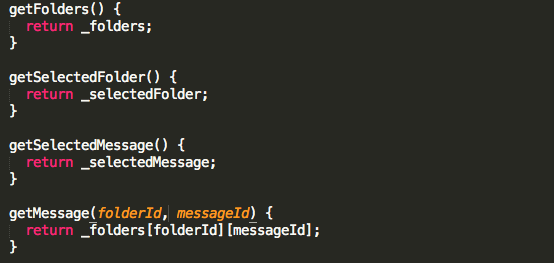 getFolders() {
  return _folders;
}

getSelectedFolder() {
  return _selectedFolder;
}

getSelectedMessage() {
  return _selectedMessage;
}

getMessage(folderId, messageId) {
  return _folders[folderId][messageId];
}